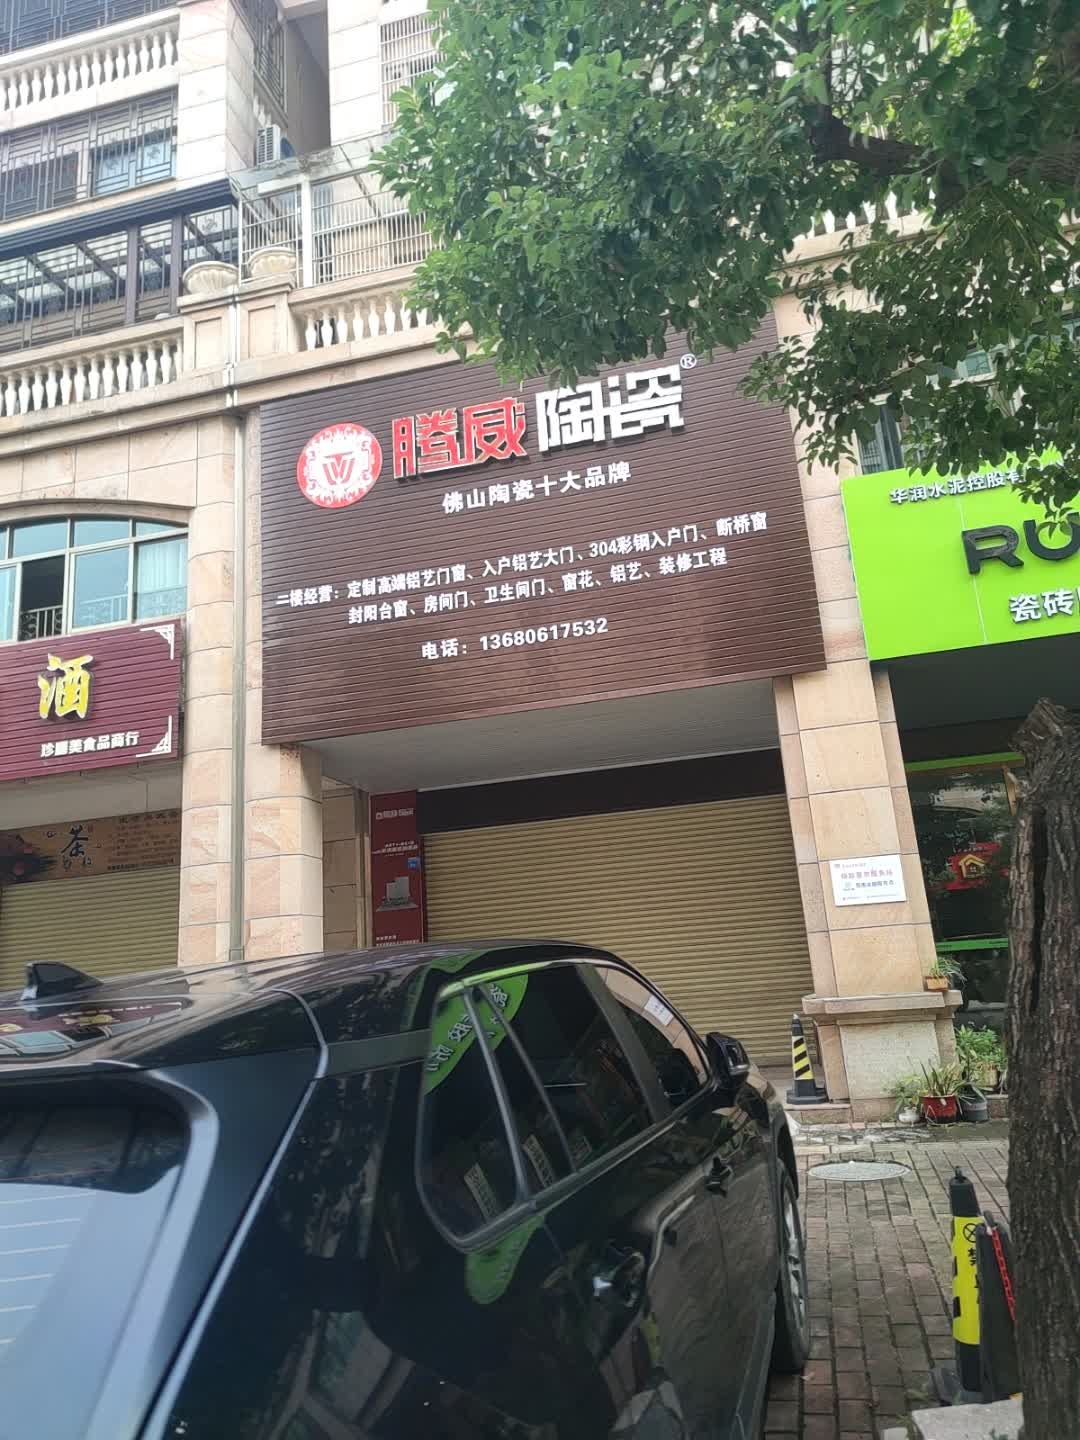 腾威陶瓷®
佛山陶瓷十大品牌
二楼经营：定制高端铝艺门窗、入户铝艺大门、304彩钢入户门、断桥窗
封阳台窗、房间门、卫生间门、窗花、铝艺、装修工程
电话：13680617532
酒
珍膳美食品商行
茶
华润水泥控股有
RU
瓷砖